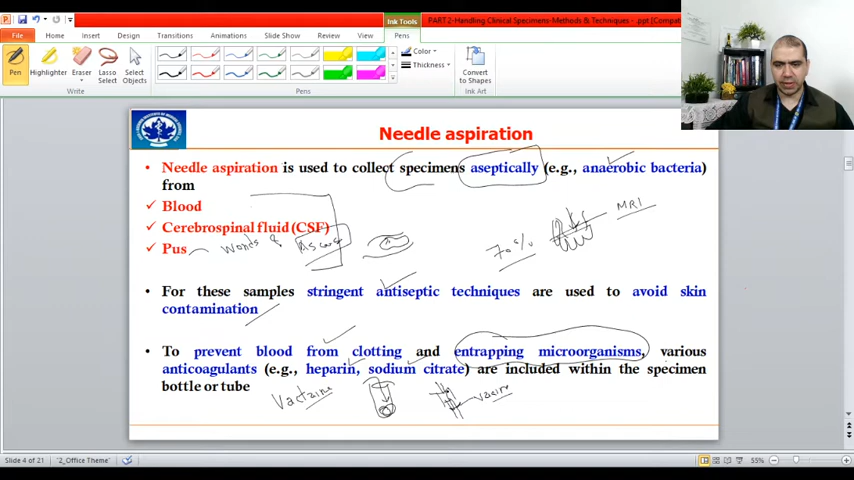 Ink Tools
PART 2-Handling Clinical Specimens-Methods & Techniques - .ppt [Compa
File Home Insert Design Transitions Animations Slide Show Review View Pens
Pen Highlighter Eraser Lasso Select Select Objects
Color
Thickness
Convert to Shapes
Write Pens Ink Art
Needle aspiration
• Needle aspiration is used to collect specimens aseptically (e.g., anaerobic bacteria)
from
✓ Blood
✓ Cerebrospinal fluid (CSF)
✓ Pus
70%
MRI
• For these samples stringent antiseptic techniques are used to avoid skin
contamination
• To prevent blood from clotting and entrapping microorganisms, various
anticoagulants (e.g., heparin, sodium citrate) are included within the specimen
bottle or tube
Slide 4 of 21 "2_Office Theme" 55%